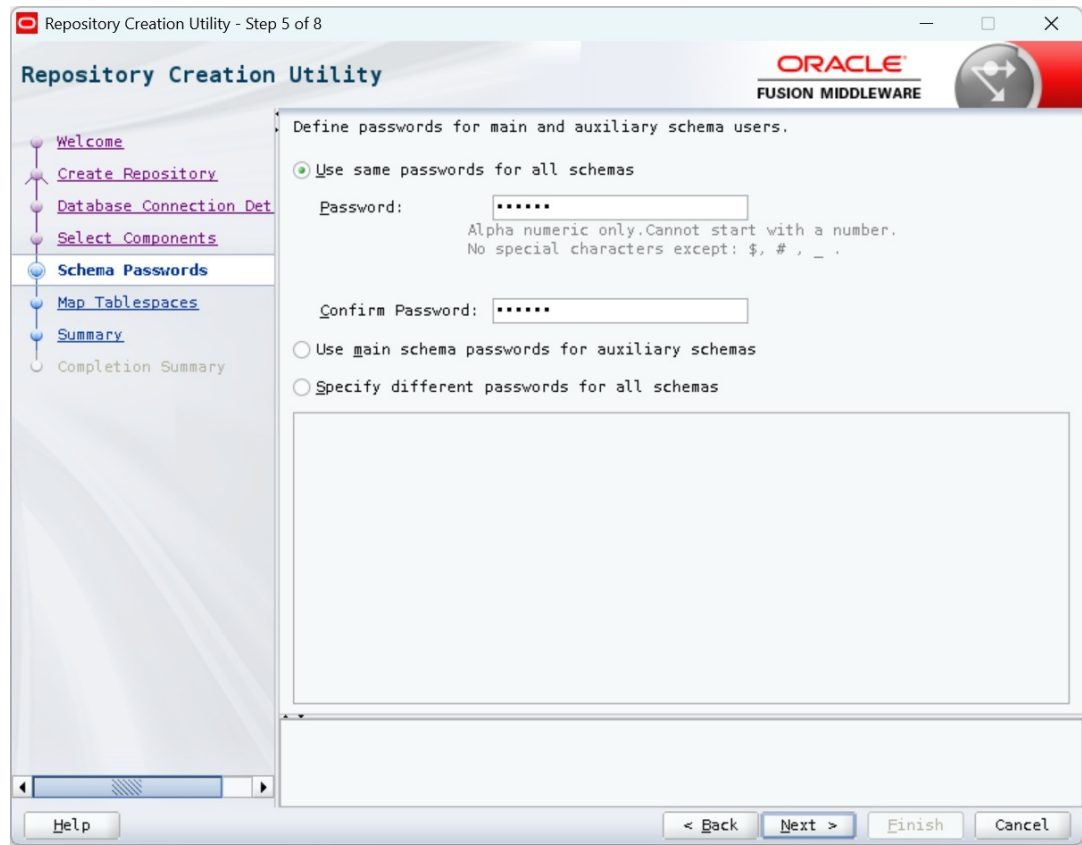 Repository Creation Utility - Step 5 of 8
Repository Creation Utility
ORACLE
FUSION MIDDLEWARE
Welcome
Create Repository
Database Connection Det
Select Components
Schema Passwords
Map Tablespaces
Summary
Completion Summary
Define passwords for main and auxiliary schema users.
Use same passwords for all schemas
Password: ••••••
Alpha numeric only.Cannot start with a number.
No special characters except: $, # , _ .
Confirm Password: ••••••
Use main schema passwords for auxiliary schemas
Specify different passwords for all schemas
Help
< Back
Next >
Finish
Cancel